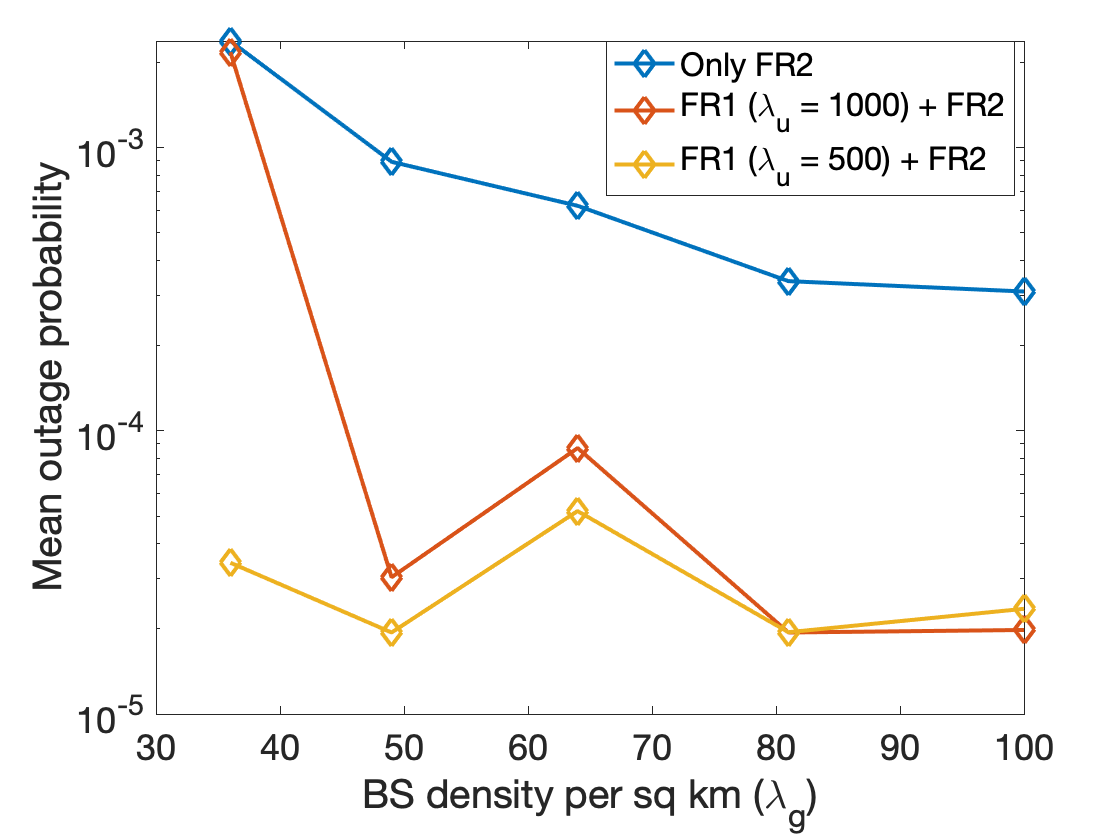 Only FR2
FR1 (λu = 1000) + FR2
FR1 (λu = 500) + FR2
Mean outage probability
10-3
10-4
10-5
30 40 50 60 70 80 90 100
BS density per sq km (λg)